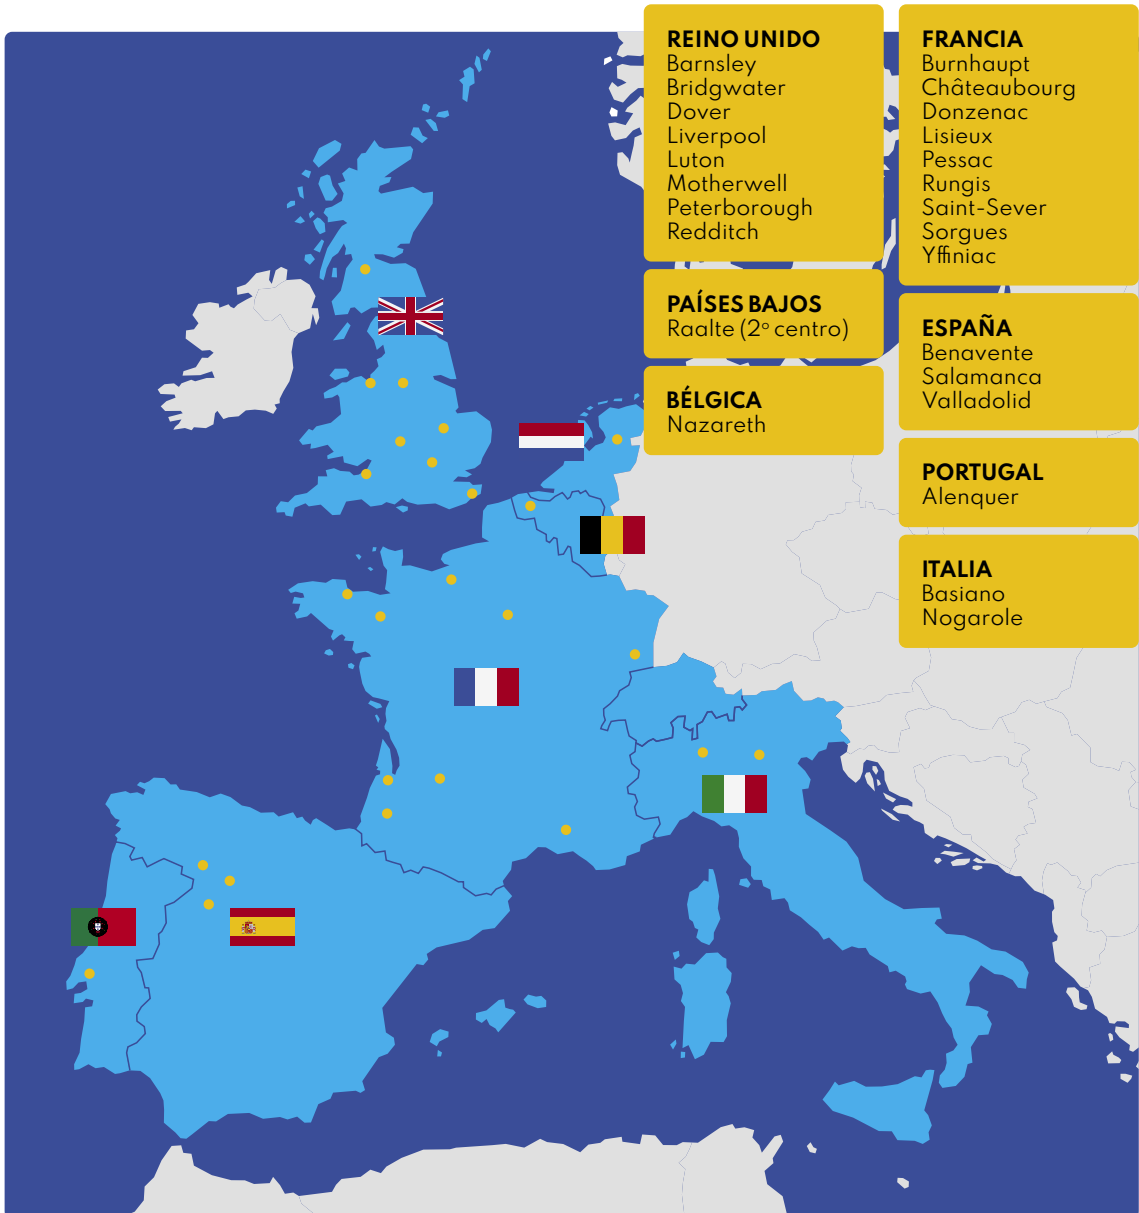 REINO UNIDO
Barnsley
Bridgwater
Dover
Liverpool
Luton
Motherwell
Peterborough
Redditch
PAÍSES BAJOS
Raalte (2º centro)
BÉLGICA
Nazareth
FRANCIA
Burnhaupt
Châteaubourg
Donzenac
Lisieux
Pessac
Rungis
Saint-Sever
Sorgues
Yffiniac
ESPAÑA
Benavente
Salamanca
Valladolid
PORTUGAL
Alenquer
ITALIA
Basiano
Nogarole